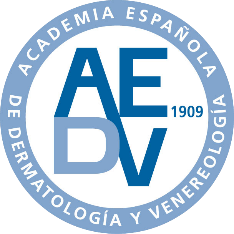 ACADEMIA ESPAÑOLA
DE DERMATOLOGÍA Y VENEREOLOGÍA
AE
1909
DV